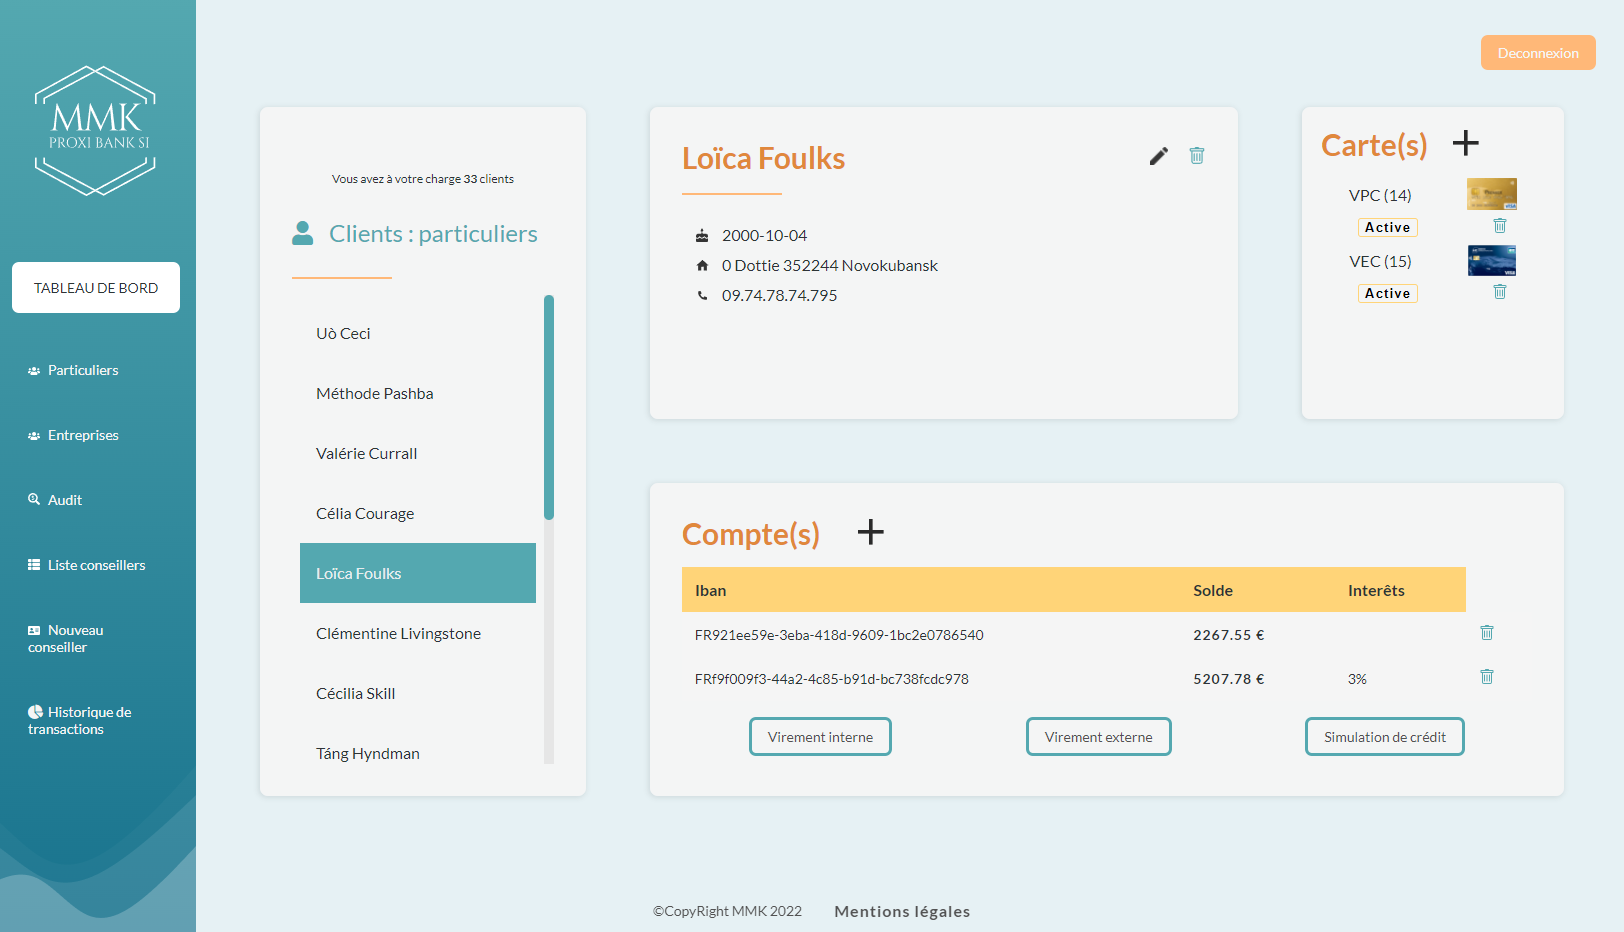 MMK
PROXI BANK SI
TABLEAU DE BORD
Particuliers
Entreprises
Audit
Liste conseillers
Nouveau
conseiller
Historique de
transactions
Deconnexion
Vous avez à votre charge 33 clients
Clients : particuliers
Uò Ceci
Méthode Pashba
Valérie Currall
Célia Courage
Loïca Foulks
Clémentine Livingstone
Cécilia Skill
Táng Hyndman
Loïca Foulks
2000-10-04
0 Dottie 352244 Novokubansk
09.74.78.74.795
Carte(s) +
VPC (14)
VISA
Active
VEC (15)
VISA
Active
Compte(s) +
Iban Solde Interêts
FR921ee59e-3eba-418d-9609-1bc2e0786540 2267.55 €
FRf9f009f3-44a2-4c85-b91d-bc738fcdc978 5207.78 € 3%
Virement interne Virement externe Simulation de crédit
©CopyRight MMK 2022 Mentions légales